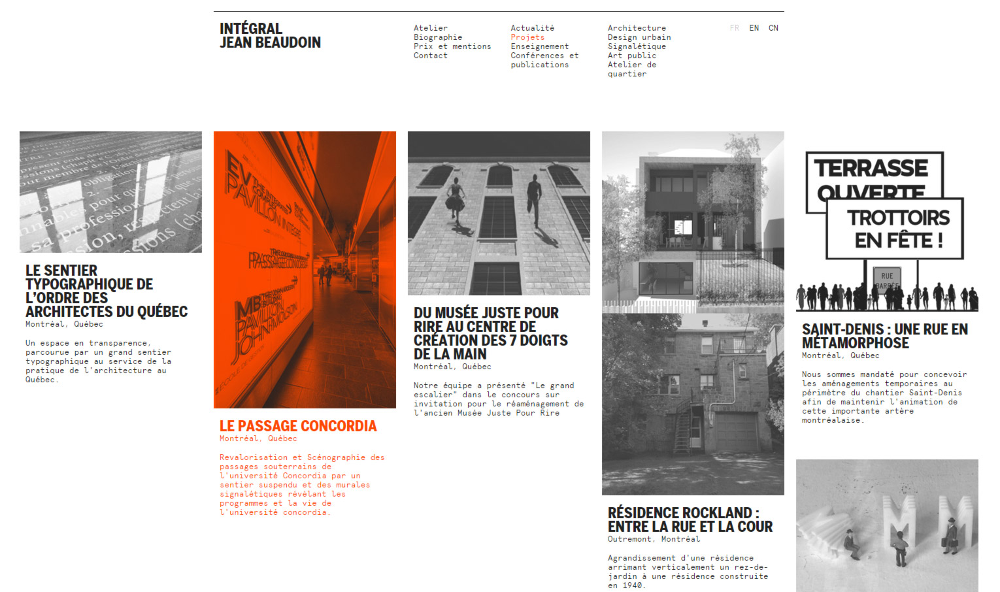 INTÉGRAL
JEAN BEAUDOIN
Atelier
Biographie
Prix et mentions
Contact
Actualité
Projets
Enseignement
Conférences et
publications
Architecture
Design urbain
Signalétique
Art public
Atelier de
quartier
FR EN CN
LE SENTIER
TYPOGRAPHIQUE DE
L'ORDRE DES
ARCHITECTES DU QUÉBEC
Montréal, Québec
Un espace en transparence,
parcourue par un grand sentier
typographique au service de la
pratique de l'architecture au
Québec.
EV
PAVILLON INTÉGRÉ
MB
PAVILLON
JOHN MOLSON
LE PASSAGE CONCORDIA
Montréal, Québec
Revalorisation et Scénographie des
passages souterrains de
l'université Concordia par un
sentier suspendu et des murales
signalétiques révélant les
programmes et la vie de
l'université concordia.
DU MUSÉE JUSTE POUR
RIRE AU CENTRE DE
CRÉATION DES 7 DOIGTS
DE LA MAIN
Montréal, Québec
Notre équipe a présenté "Le grand
escalier" dans le concours sur
invitation pour le réaménagement de
l'ancien Musée Juste Pour Rire
RÉSIDENCE ROCKLAND :
ENTRE LA RUE ET LA COUR
Outremont, Montréal
Agrandissement d'une résidence
arrimant verticalement un rez-de-
jardin à une résidence construite
en 1940.
TERRASSE
OUVERTE
TROTTOIRS
EN FÊTE !
RUE
BARRÉE
SAINT-DENIS : UNE RUE EN
MÉTAMORPHOSE
Montréal, Québec
Nous sommes mandaté pour concevoir
les aménagements temporaires au
périmètre du chantier Saint-Denis
afin de maintenir l'animation de
cette importante artère
montréalaise.
M M